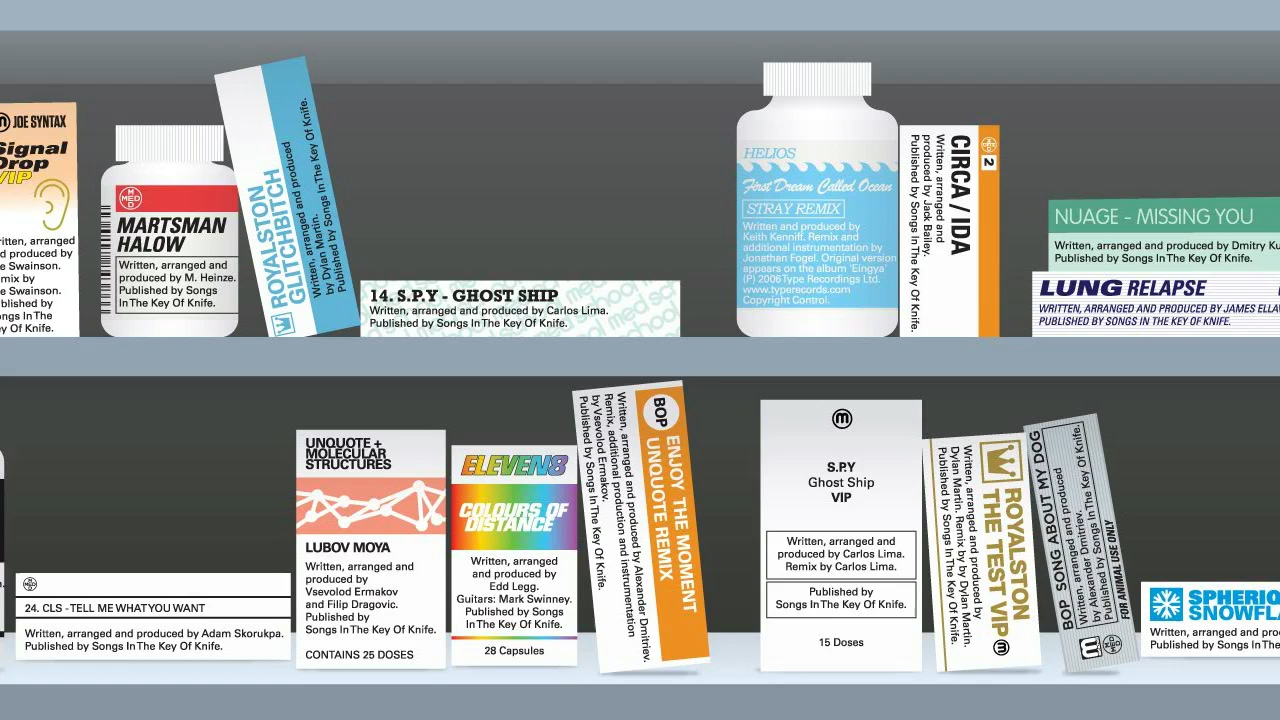 JOE SYNTAX
Signal
Drop
VIP
written, arranged
d produced by
e Swainson.
mix by
e Swainson.
blished by
ngs In The
ey Of Knife.
MED
MARTSMAN
HALOW
Written, arranged and
produced by M. Heinze.
Published by Songs
In The Key Of Knife.
ROYALSTON
GLITCHBITCH
Written, arranged and produced
by Dylan Martin.
Published by Songs In The Key Of Knife.
14. S.P.Y - GHOST SHIP
Written, arranged and produced by Carlos Lima.
Published by Songs In The Key Of Knife.
HELIOS
First Dream Called Ocean
STRAY REMIX
Written and produced by
Keith Kenniff. Remix and
additional instrumentation by
Jonathan Fogel. Original version
appears on the album 'Eingya'
(P) 2006 Type Recordings Ltd.
www.typerecords.com
Copyright Control.
2
CIRCA / IDA
Written, arranged and
produced by Jack Bailey.
Published by Songs In The Key Of Knife.
NUAGE - MISSING YOU
Written, arranged and produced by Dmitry Ku
Published by Songs In The Key Of Knife.
LUNG RELAPSE
WRITTEN, ARRANGED AND PRODUCED BY JAMES ELLA
PUBLISHED BY SONGS IN THE KEY OF KNIFE.
24. CLS - TELL ME WHAT YOU WANT
Written, arranged and produced by Adam Skorukpa.
Published by Songs In The Key Of Knife.
UNQUOTE +
MOLECULAR
STRUCTURES
LUBOV MOYA
Written, arranged and
produced by
Vsevolod Ermakov
and Filip Dragovic.
Published by
Songs In The Key Of Knife.
CONTAINS 25 DOSES
ELEVEN8
COLOURS OF
DISTANCE
Written, arranged
and produced by
Edd Legg.
Guitars: Mark Swinney.
Published by Songs
In The Key Of Knife.
28 Capsules
BOP
ENJOY THE MOMENT
UNQUOTE REMIX
Written, arranged and produced by Alexander Dmitriev.
Remix, additional production and instrumentation
by Vsevolod Ermakov.
Published by Songs In The Key Of Knife.
m
S.P.Y
Ghost Ship
VIP
Written, arranged and
produced by Carlos Lima.
Remix by Carlos Lima.
Published by
Songs In The Key Of Knife.
15 Doses
ROYALSTON
THE TEST VIP
Written, arranged and produced by
Dylan Martin. Remix by Dylan Martin.
Published by Songs In The Key Of Knife.
BOP SONG ABOUT MY DOG
Written, arranged and produced
by Alexander Dmitriev.
Published by Songs In The Key Of Knife.
FOR ANIMAL USE ONLY
SPHERIO
SNOWFLA
Written, arranged and pro
Published by Songs In The